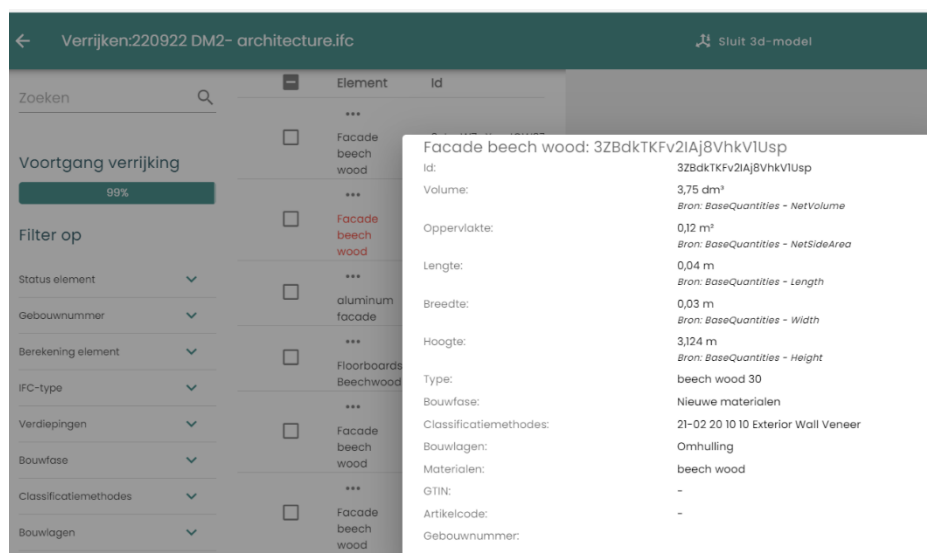 Verrijken:220922 DM2- architecture.ifc
Sluit 3d-model
Zoeken
Voortgang verrijking
99%
Filter op
Status element
Gebouwnummer
Berekening element
IFC-type
Verdiepingen
Bouwfase
Classificatiemethodes
Bouwlagen
Element Id
Facade
beech
wood
Facade
beech
wood
aluminum
facade
Floorboards
Beechwood
Facade
beech
wood
Facade
beech
wood
Facade beech wood: 3ZBdkTKFv2IAj8VhkV1Usp
Id: 3ZBdkTKFv2IAj8VhkV1Usp
Volume: 3,75 dm³
Bron: BaseQuantities - NetVolume
Oppervlakte: 0,12 m²
Bron: BaseQuantities - NetSideArea
Lengte: 0,04 m
Bron: BaseQuantities - Length
Breedte: 0,03 m
Bron: BaseQuantities - Width
Hoogte: 3,124 m
Bron: BaseQuantities - Height
Type: beech wood 30
Bouwfase: Nieuwe materialen
Classificatiemethodes: 21-02 20 10 10 Exterior Wall Veneer
Bouwlagen: Omhulling
Materialen: beech wood
GTIN: -
Artikelcode: -
Gebouwnummer: